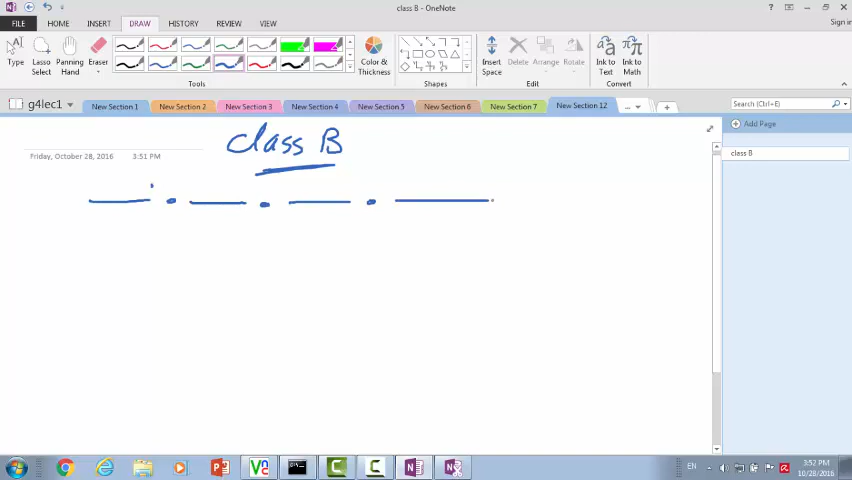 class B - OneNote
FILE HOME INSERT DRAW HISTORY REVIEW VIEW
Sign in
Type
Lasso Select
Panning Hand
Eraser
Color & Thickness
Insert Space
Delete
Arrange
Rotate
Ink to Text
Ink to Math
Tools
Shapes
Edit
Convert
g4lec1 New Section 1 New Section 2 New Section 3 New Section 4 New Section 5 New Section 6 New Section 7 New Section 12 ... Search (Ctrl+E)
class B
Add Page
class B
Friday, October 28, 2016 3:51 PM
EN
3:52 PM
10/28/2016